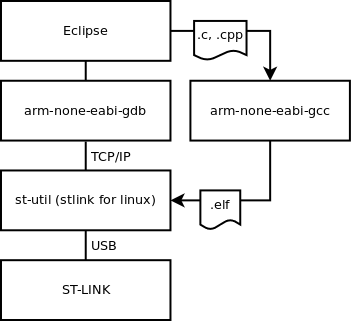 Eclipse
.c, .cpp
arm-none-eabi-gdb
arm-none-eabi-gcc
TCP/IP
st-util (stlink for linux)
.elf
USB
ST-LINK